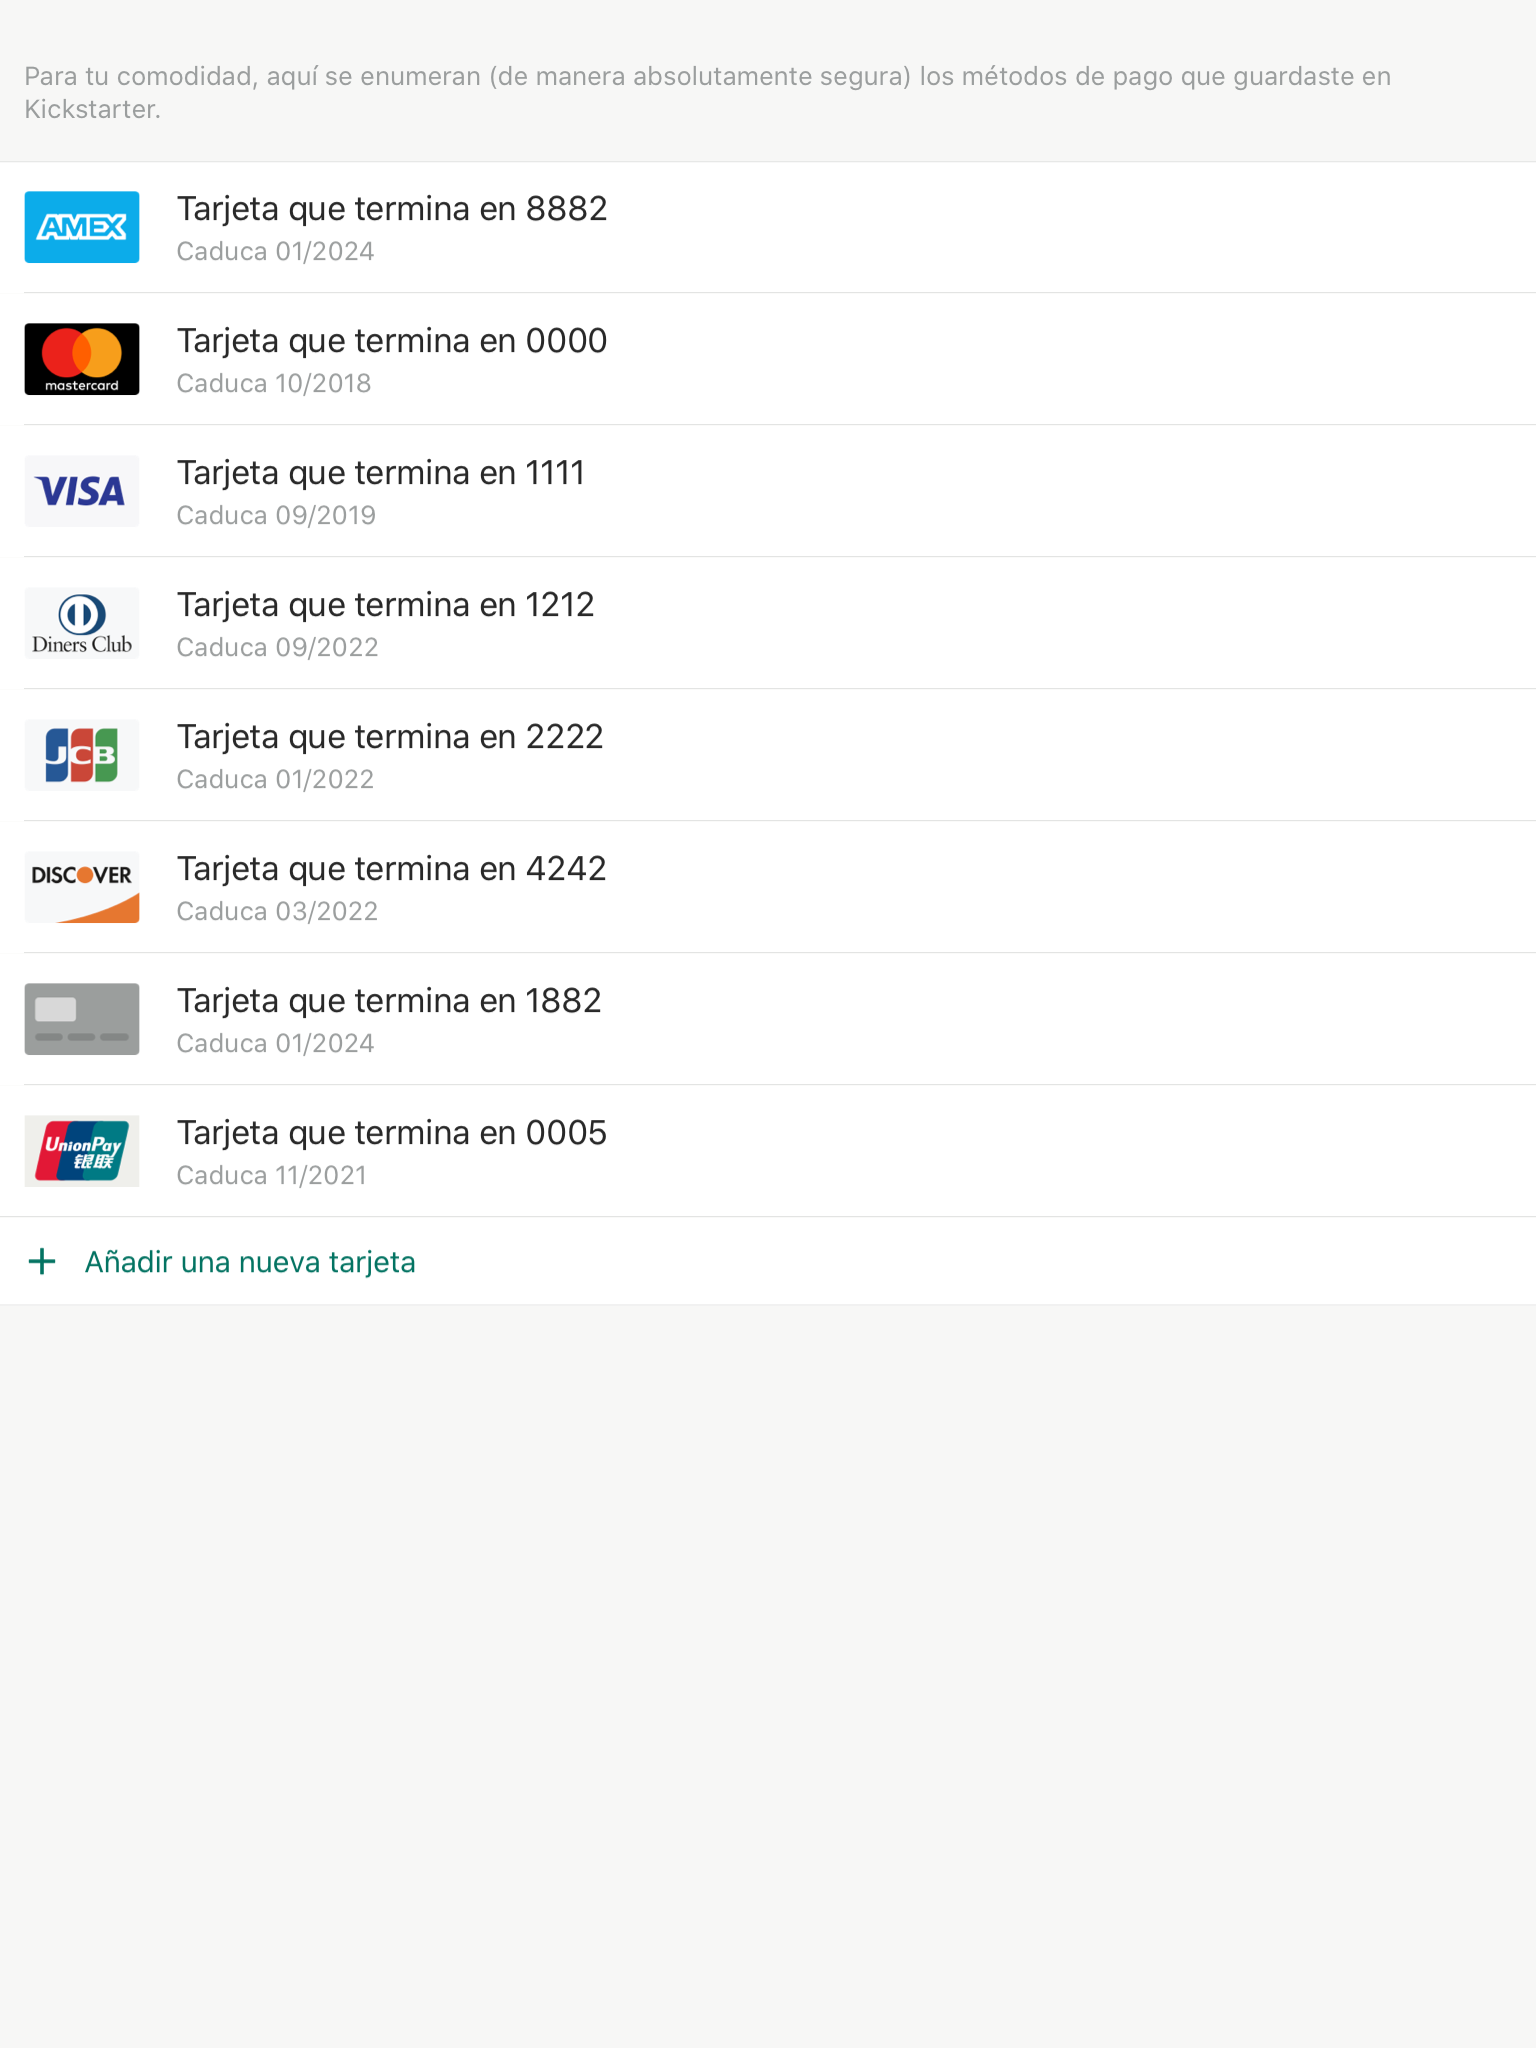 Para tu comodidad, aquí se enumeran (de manera absolutamente segura) los métodos de pago que guardaste en
Kickstarter.
AMEX
Tarjeta que termina en 8882
Caduca 01/2024
mastercard
Tarjeta que termina en 0000
Caduca 10/2018
VISA
Tarjeta que termina en 1111
Caduca 09/2019
Diners Club
Tarjeta que termina en 1212
Caduca 09/2022
JCB
Tarjeta que termina en 2222
Caduca 01/2022
DISCOVER
Tarjeta que termina en 4242
Caduca 03/2022
Tarjeta que termina en 1882
Caduca 01/2024
UnionPay
银联
Tarjeta que termina en 0005
Caduca 11/2021
+ Añadir una nueva tarjeta